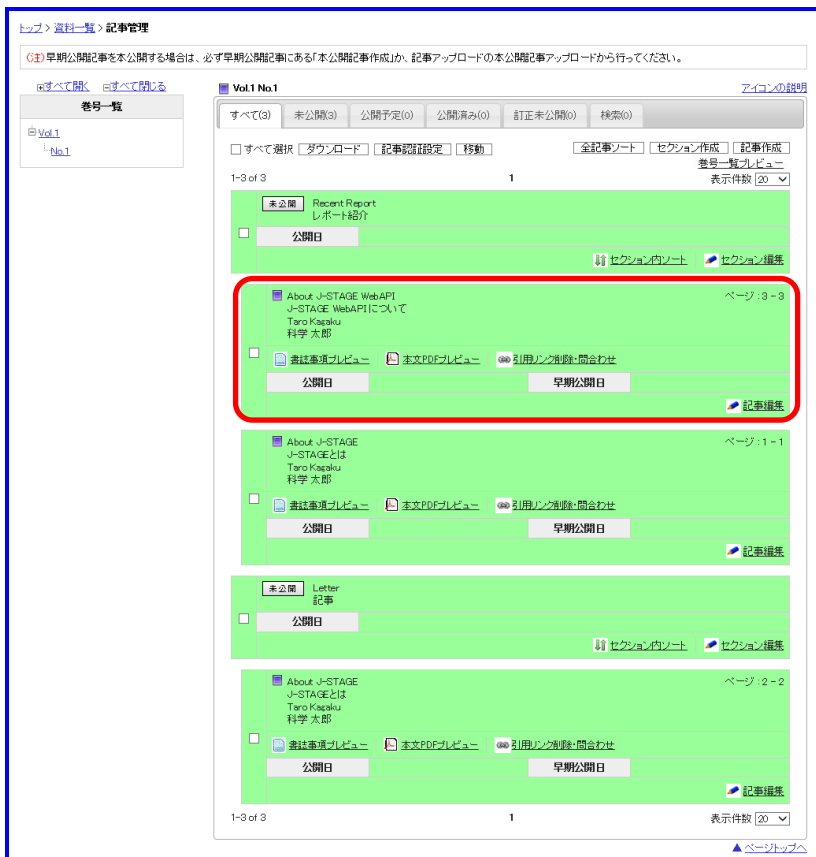 トップ > 資料一覧 > 記事管理
(注)早期公開記事を本公開する場合は、必ず早期公開記事にある「本公開記事作成」か、記事アップロードの本公開記事アップロードから行ってください。
すべて開く すべて閉じる
巻号一覧
Vol.1
No.1
Vol.1 No.1 アイコンの説明
すべて(3) 未公開(3) 公開予定(0) 公開済み(0) 訂正未公開(0) 検索(0)
すべて選択 ダウンロード 記事認証設定 移動 全記事ソート セクション作成 記事作成
巻号一覧プレビュー
1-3 of 3 1 表示件数 20
未公開 Recent Report
レポート紹介
公開日
セクション内ソート セクション編集
About J-STAGE WebAPI ページ : 3 - 3
J-STAGE WebAPIについて
Taro Kagaku
科学 太郎
書誌事項プレビュー 本文PDFプレビュー 引用リンク削除・問合わせ
公開日 早期公開日
記事編集
About J-STAGE ページ : 1 - 1
J-STAGEとは
Taro Kagaku
科学 太郎
書誌事項プレビュー 本文PDFプレビュー 引用リンク削除・問合わせ
公開日 早期公開日
記事編集
未公開 Letter
記事
公開日
セクション内ソート セクション編集
About J-STAGE ページ : 2 - 2
J-STAGEとは
Taro Kagaku
科学 太郎
書誌事項プレビュー 本文PDFプレビュー 引用リンク削除・問合わせ
公開日 早期公開日
記事編集
1-3 of 3 1 表示件数 20
▲ ページトップへ